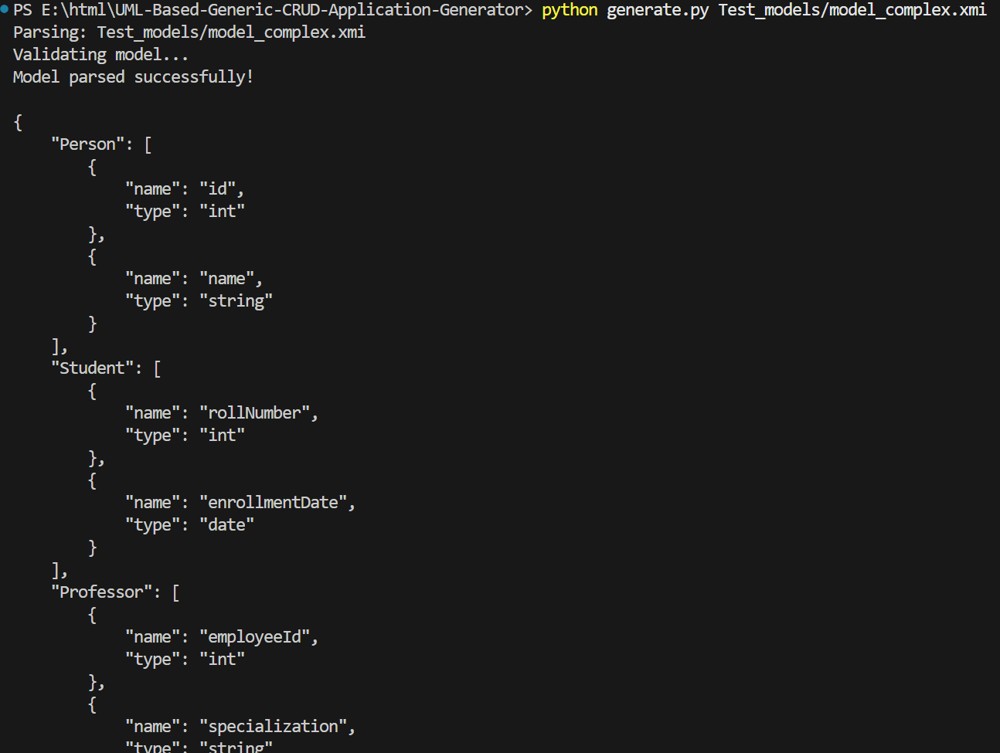 PS E:\html\UML-Based-Generic-CRUD-Application-Generator> python generate.py Test_models/model_complex.xmi
Parsing: Test_models/model_complex.xmi
Validating model...
Model parsed successfully!

{
    "Person": [
        {
            "name": "id",
            "type": "int"
        },
        {
            "name": "name",
            "type": "string"
        }
    ],
    "Student": [
        {
            "name": "rollNumber",
            "type": "int"
        },
        {
            "name": "enrollmentDate",
            "type": "date"
        }
    ],
    "Professor": [
        {
            "name": "employeeId",
            "type": "int"
        },
        {
            "name": "specialization",
            "type": "string"